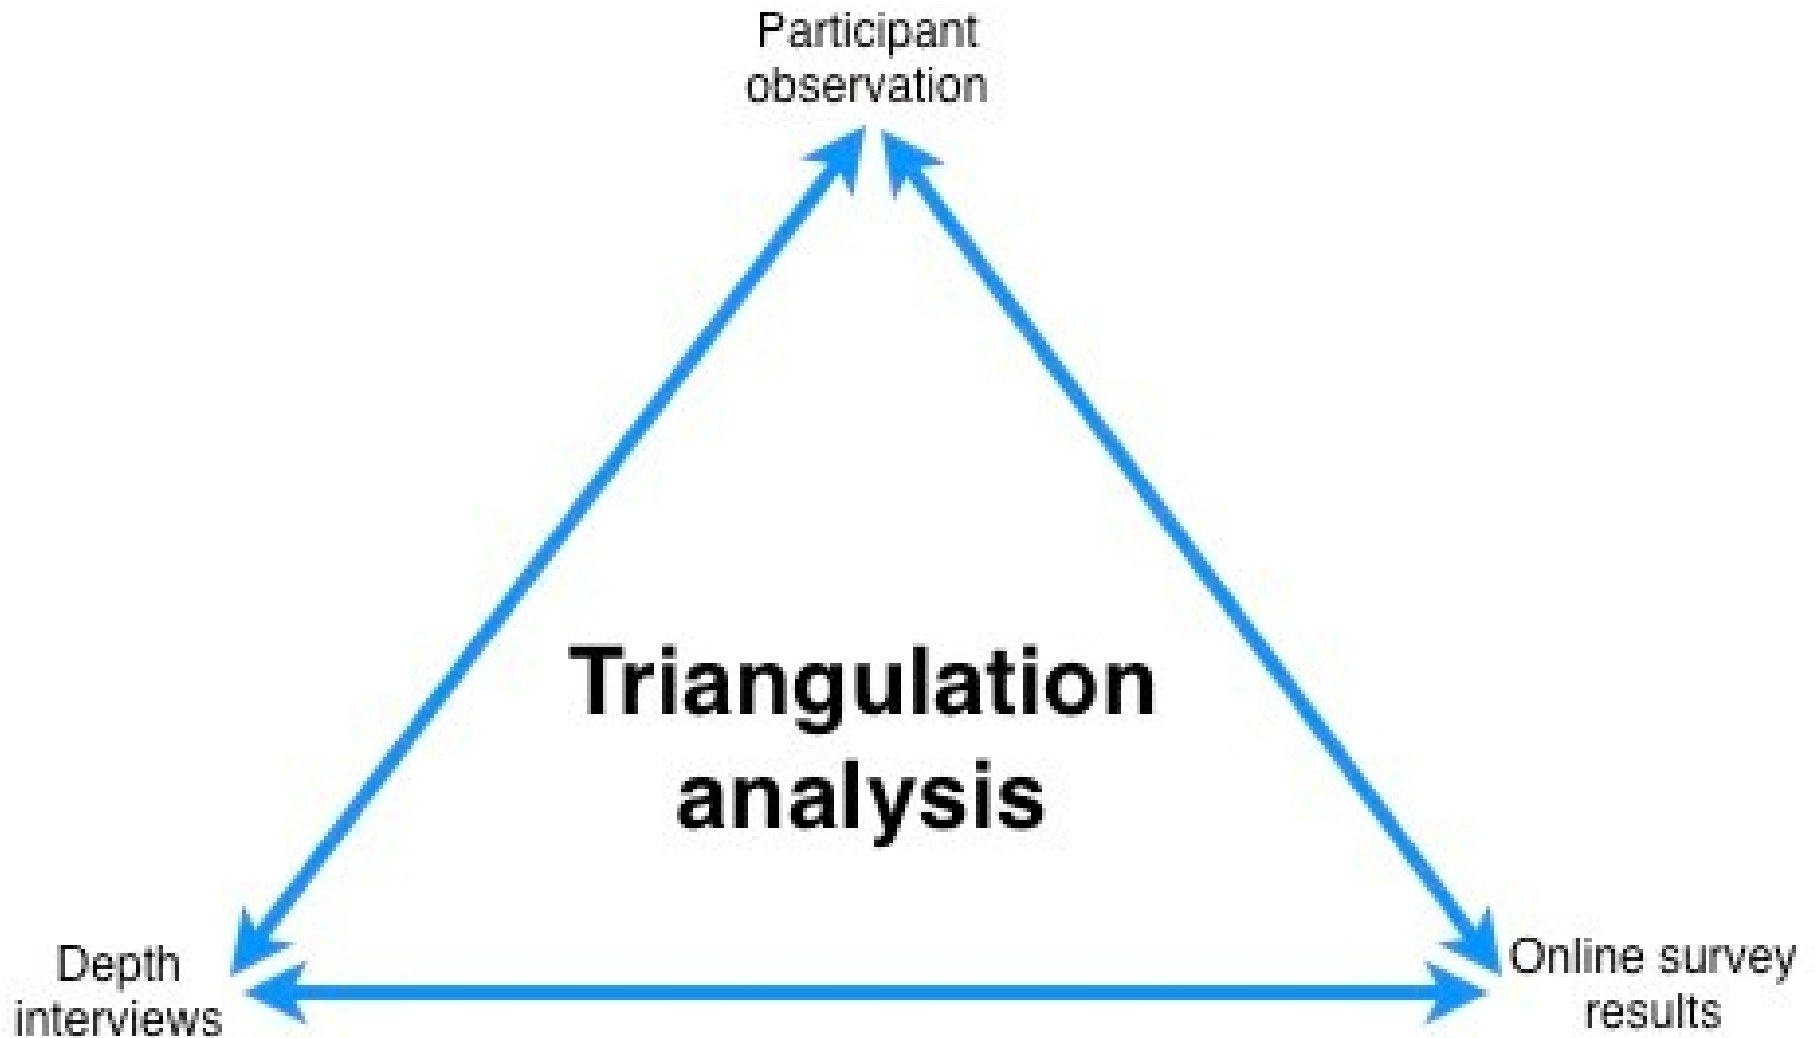 Participant
observation
Triangulation
analysis
Depth
interviews
Online survey
results